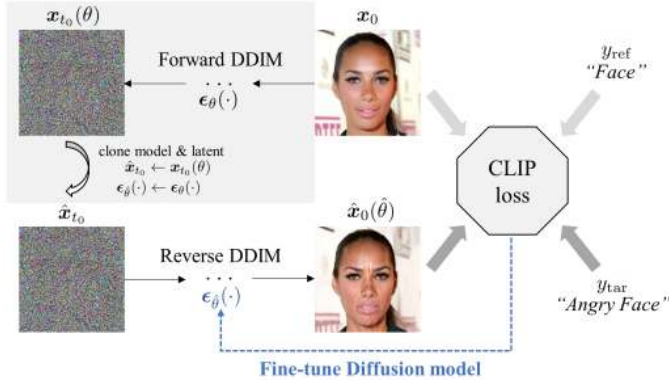 x_{t_0}(θ)
x_0
Forward DDIM
· · ·
ϵ_θ(·)
y_ref
"Face"
clone model & latent
x̂_{t_0} ← x_{t_0}(θ)
ϵ_θ̂(·) ← ϵ_θ(·)
CLIP
loss
x̂_{t_0}
x̂_0(θ̂)
Reverse DDIM
· · ·
ϵ_θ̂(·)
y_tar
"Angry Face"
Fine-tune Diffusion model